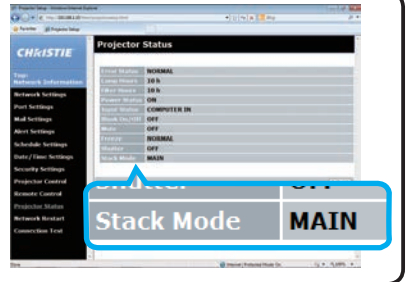 Projector Setup - Windows Internet Explorer
Favorites Projector Setup
CHRISTIE
Projector Status
Top:
Network Information
Network Settings
Port Settings
Mail Settings
Alert Settings
Schedule Settings
Date/Time Settings
Security Settings
Projector Control
Remote Control
Projector Status
Network Restart
Connection Test
Error Status NORMAL
Lamp Hours 10 h
Filter Hours 10 h
Power Status ON
Input Status COMPUTER IN
Blank On/Off OFF
Mute OFF
Freeze NORMAL
Shutter OFF
Stack Mode MAIN
Shutter OFF
Stack Mode MAIN
Done